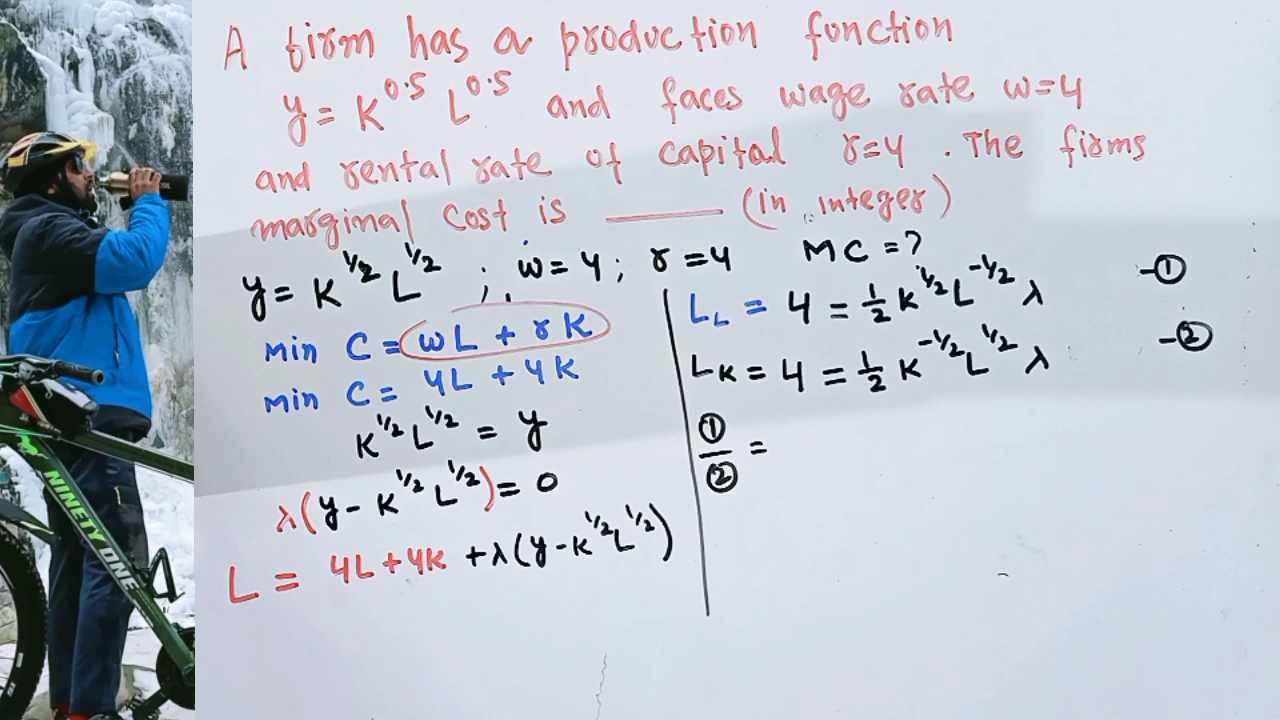 A firm has a production function
y = K^0.5 L^0.5 and faces wage rate w=4
and rental rate of capital r=4 . The firms
marginal cost is ______ (in integer)
y = K^1/2 L^1/2 ; w = 4 ; r = 4 MC = ?
min C = wL + rK
min C = 4L + 4K
K^1/2 L^1/2 = y
λ(y - K^1/2 L^1/2) = 0
L = 4L + 4K + λ(y - K^1/2 L^1/2)
L_L = 4 = 1/2 K^1/2 L^-1/2 λ -①
L_K = 4 = 1/2 K^-1/2 L^1/2 λ -②
①/② =
NINETY ONE